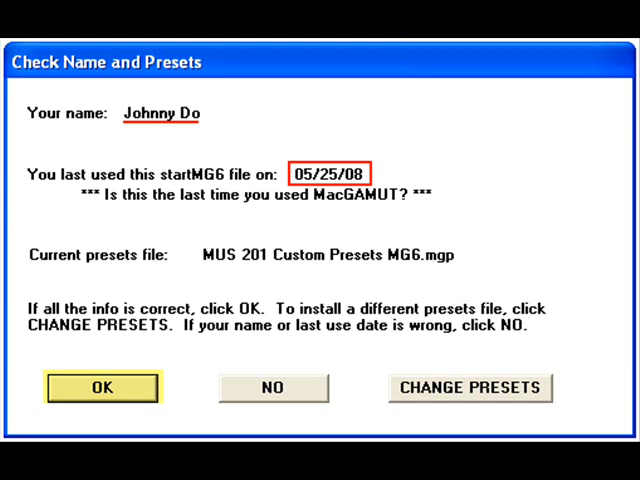 Check Name and Presets
Your name: Johnny Do
You last used this startMG6 file on: 05/25/08
*** Is this the last time you used MacGAMUT? ***
Current presets file: MUS 201 Custom Presets MG6.mgp
If all the info is correct, click OK. To install a different presets file, click
CHANGE PRESETS. If your name or last use date is wrong, click NO.
OK NO CHANGE PRESETS